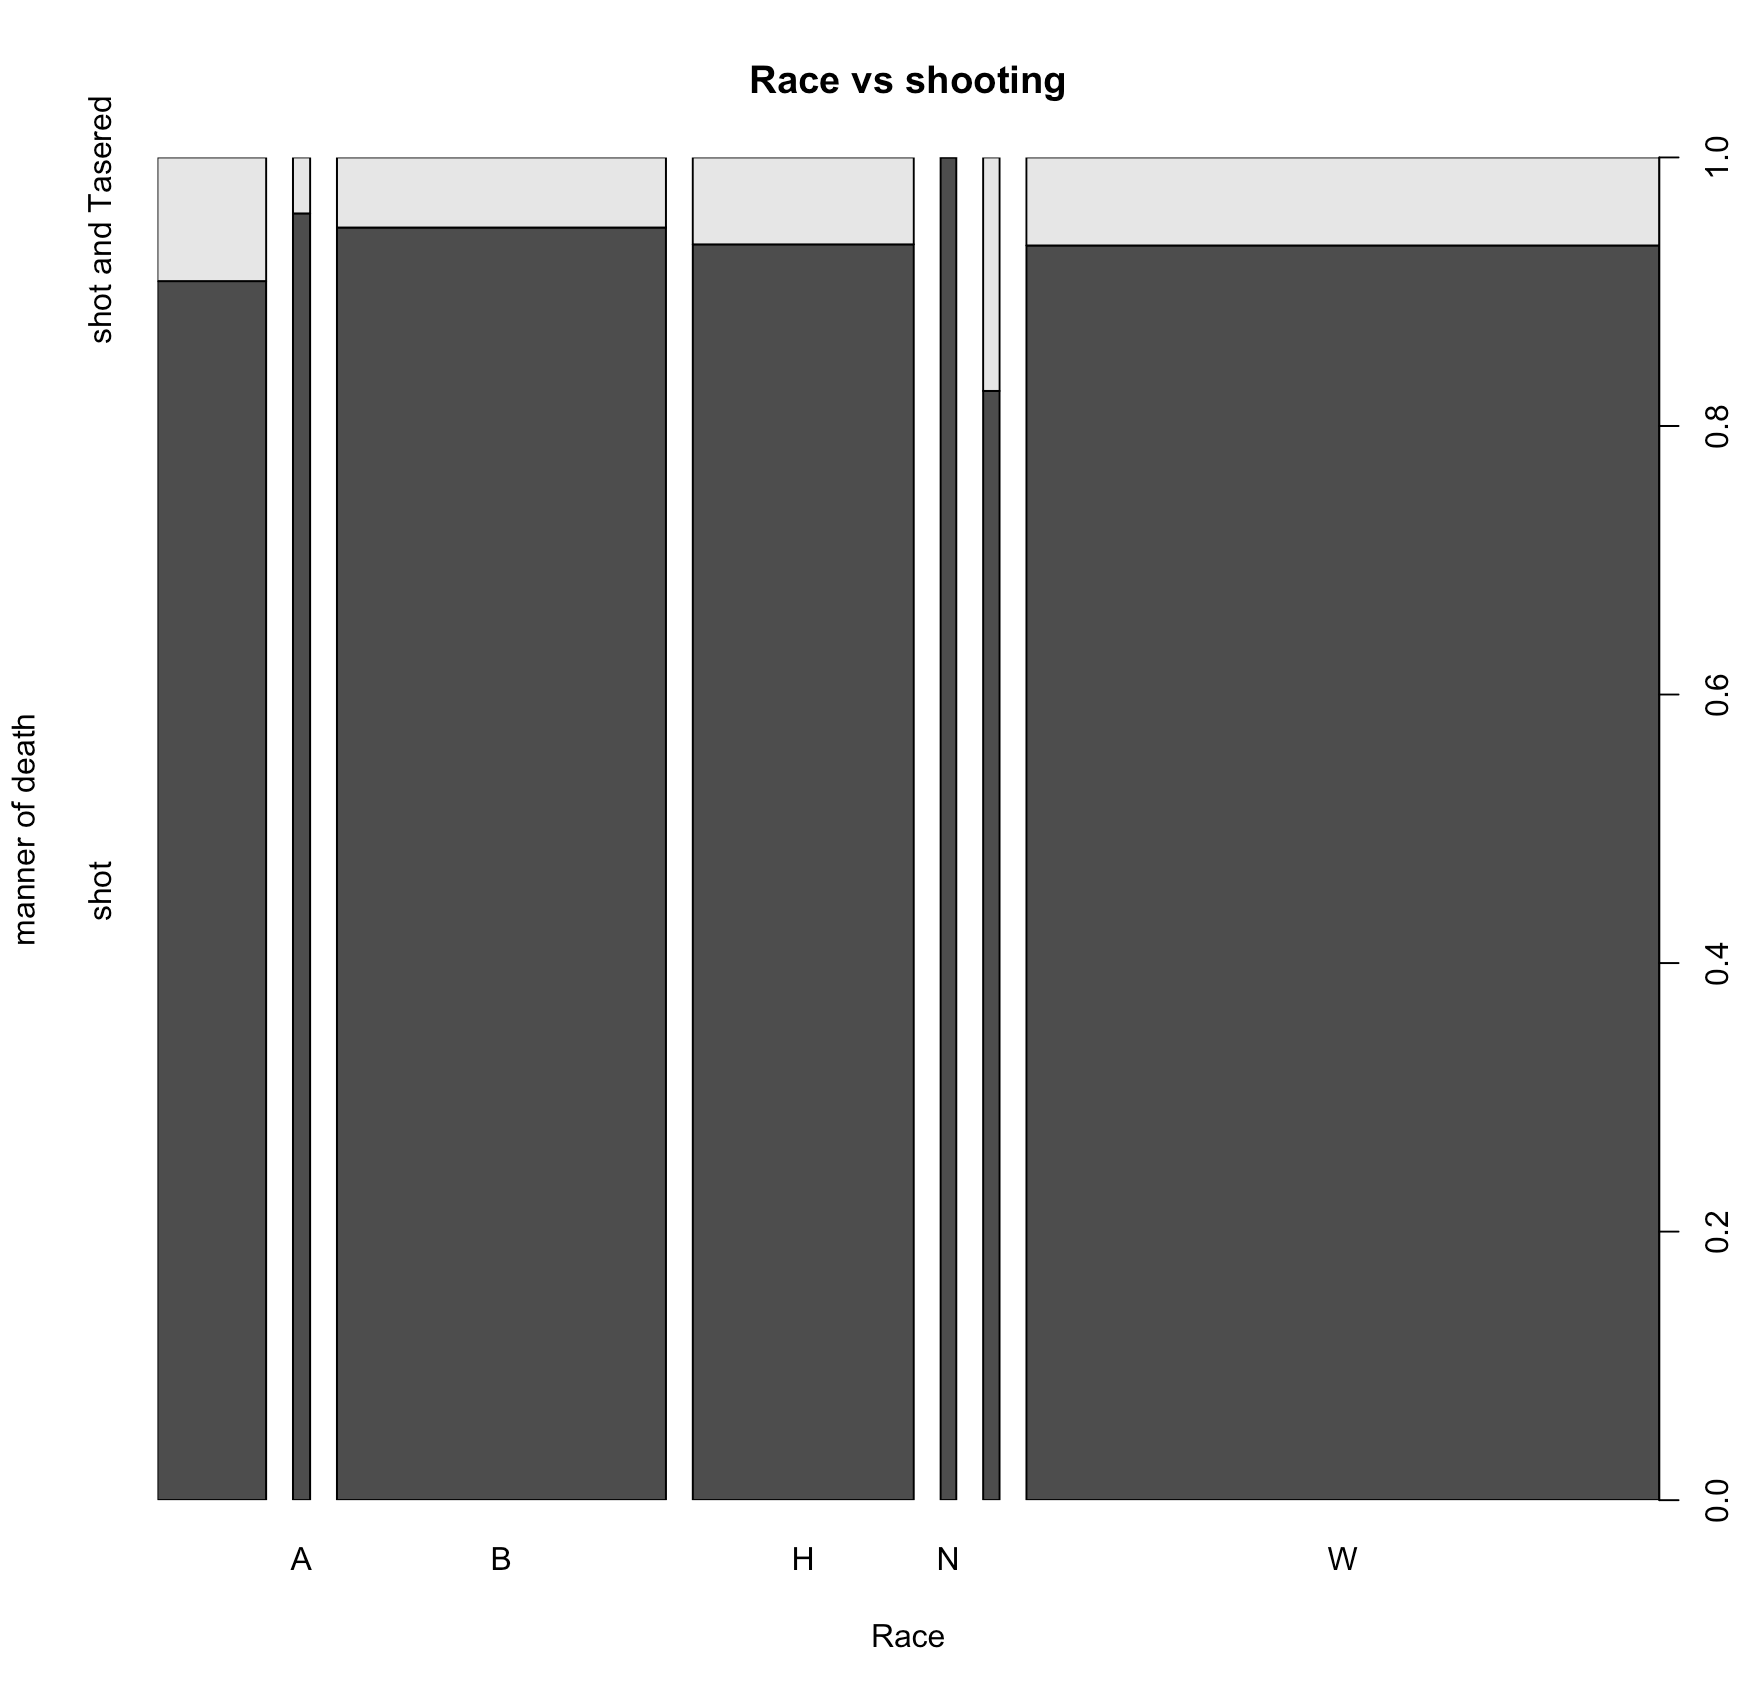 Race vs shooting
shot and Tasered
shot
manner of death
1.0
0.8
0.6
0.4
0.2
0.0
A
B
H
N
W
Race